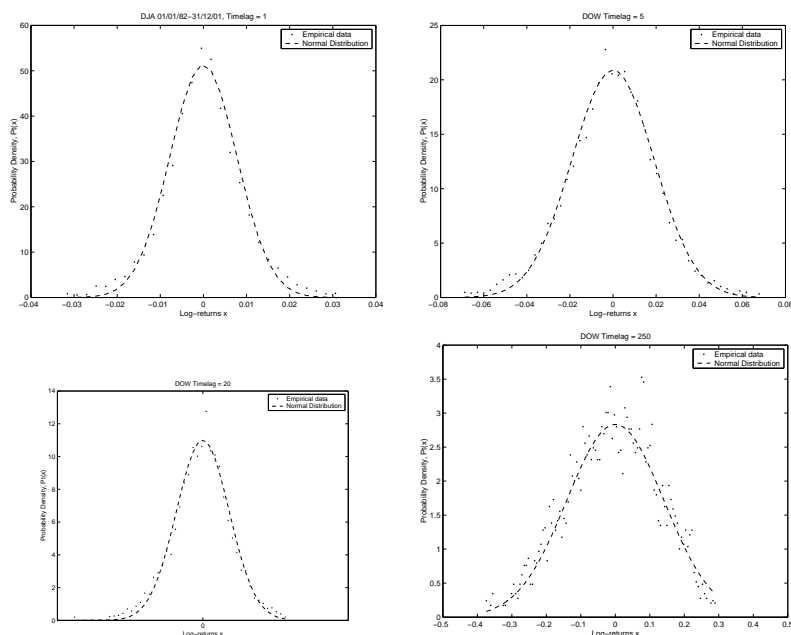 DJA 01/01/82−31/12/01, Timelag = 1
Empirical data
Normal Distribution
Probability Density, Pt(x)
60
50
40
30
20
10
0
−0.04 −0.03 −0.02 −0.01 0 0.01 0.02 0.03 0.04
Log−returns x
DOW Timelag = 5
Empirical data
Normal Distribution
Probability Density, Pt(x)
25
20
15
10
5
0
−0.08 −0.06 −0.04 −0.02 0 0.02 0.04 0.06 0.08
Log−returns x
DOW Timelag = 20
Empirical data
Normal Distribution
Probability Density, Pt(x)
14
12
10
8
6
4
2
0
0
Log−returns x
DOW Timelag = 250
Empirical data
Normal Distribution
Probability Density, Pt(x)
4
3.5
3
2.5
2
1.5
1
0.5
0
−0.5 −0.4 −0.3 −0.2 −0.1 0 0.1 0.2 0.3 0.4 0.5
Log−returns x